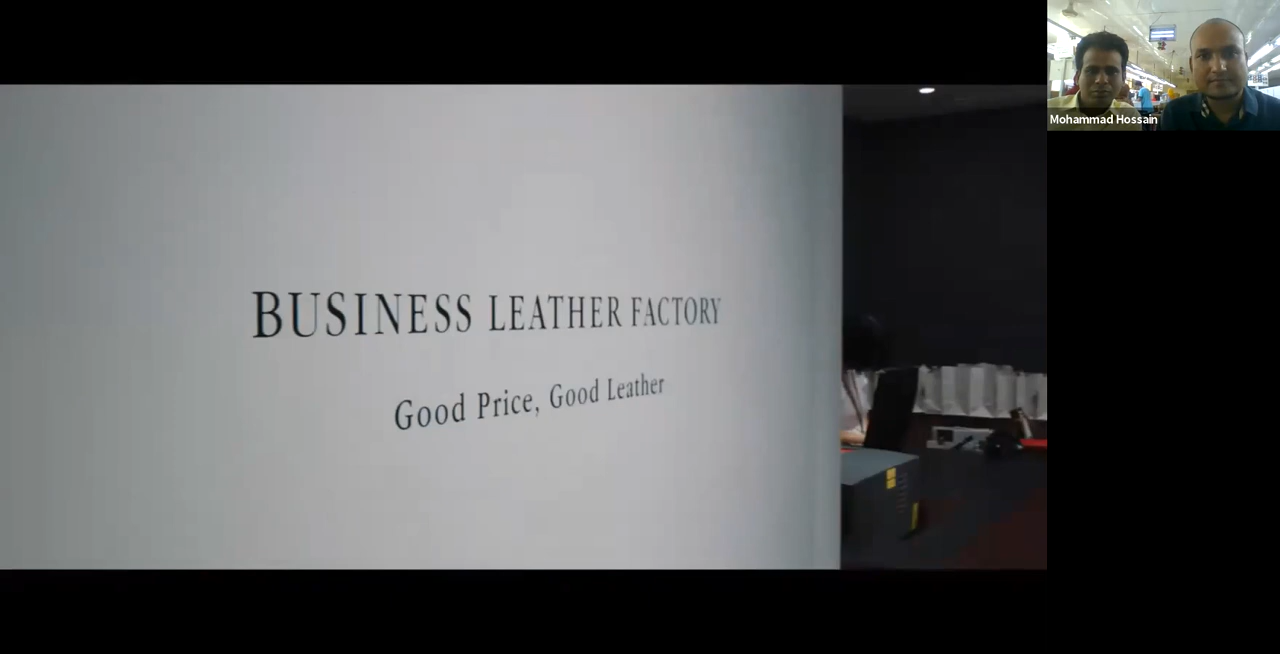 BUSINESS LEATHER FACTORY
Good Price, Good Leather
Mohammad Hossain